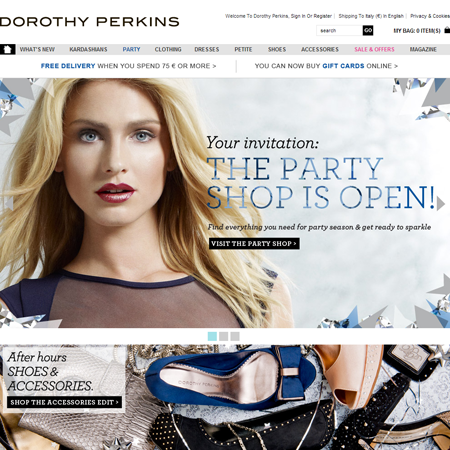 DOROTHY PERKINS
Welcome To Dorothy Perkins, Sign In Or Register | Shipping To Italy (€) In English | Privacy & Cookies
search GO MY BAG: 0 ITEM(S)
WHAT'S NEW KARDASHIANS PARTY CLOTHING DRESSES PETITE SHOES ACCESSORIES SALE & OFFERS MAGAZINE
FREE DELIVERY WHEN YOU SPEND 75 € OR MORE > YOU CAN NOW BUY GIFT CARDS ONLINE >
Your invitation:
THE PARTY
SHOP IS OPEN!
Find everything you need for party season & get ready to sparkle
VISIT THE PARTY SHOP >
After hours
SHOES &
ACCESSORIES.
SHOP THE ACCESSORIES EDIT >
DOROTHY PERKINS